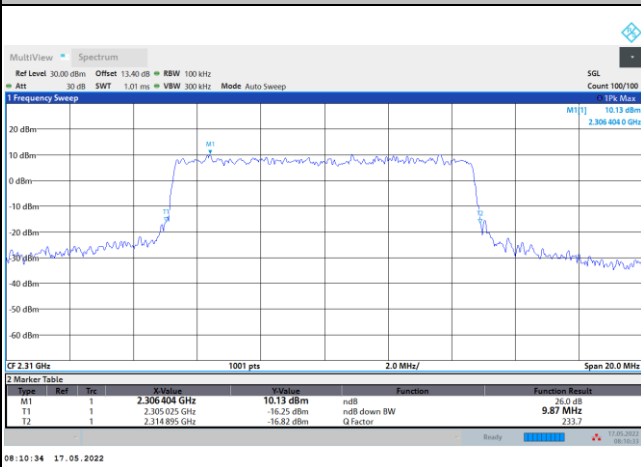 MultiView Spectrum
Ref Level 30.00 dBm Offset 13.40 dB RBW 100 kHz SGL
Att 30 dB SWT 1.01 ms VBW 300 kHz Mode Auto Sweep Count 100/100
1 Frequency Sweep 1Pk Max
M1[1] 10.13 dBm
2.306 404 0 GHz
20 dBm
M1
10 dBm
0 dBm
-10 dBm
T1
T2
-20 dBm
-30 dBm
-40 dBm
-50 dBm
-60 dBm
CF 2.31 GHz 1001 pts 2.0 MHz/ Span 20.0 MHz
2 Marker Table
Type Ref Trc X-Value Y-Value Function Function Result
M1 1 2.306 404 GHz 10.13 dBm ndB 26.0 dB
T1 1 2.305 025 GHz -16.25 dBm ndB down BW 9.87 MHz
T2 1 2.314 895 GHz -16.82 dBm Q Factor 233.7
Ready 17.05.2022
08:10:33
08:10:34 17.05.2022